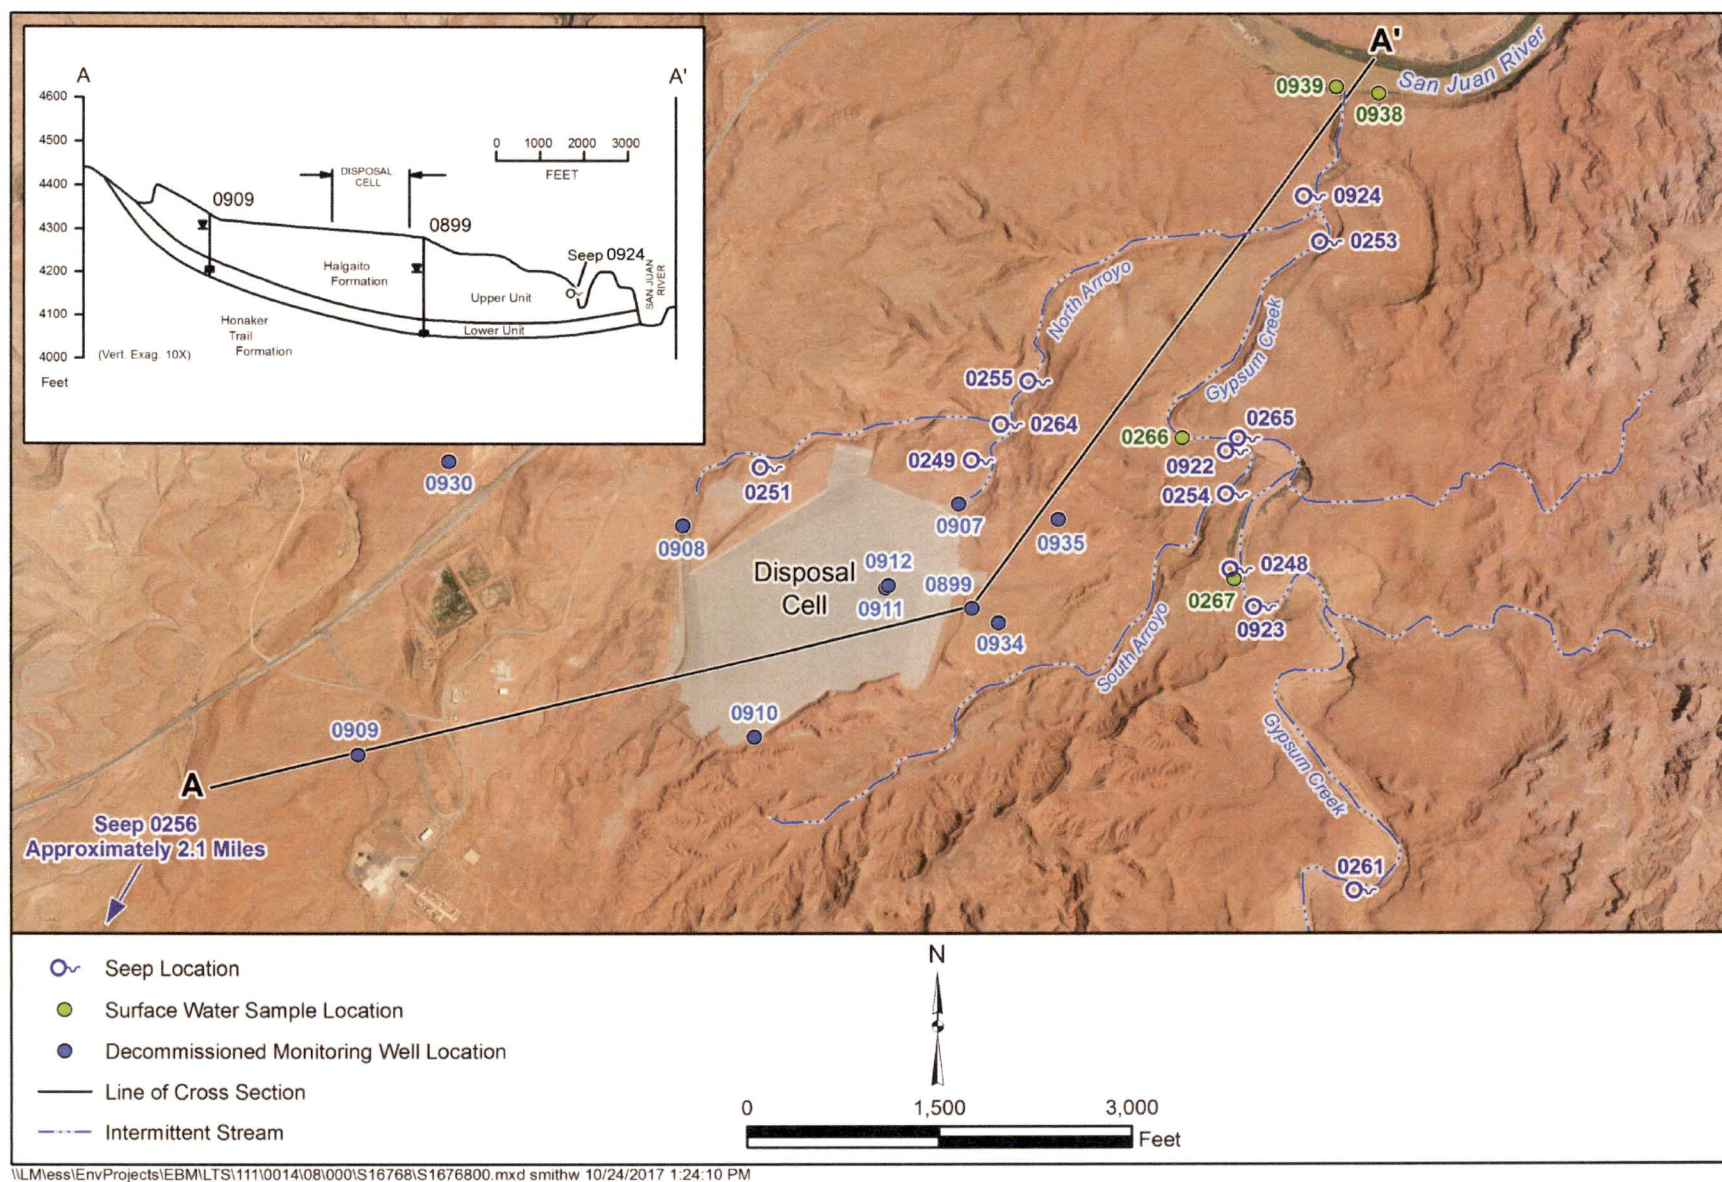 A
A'
4600
4500
4400
4300
4200
4100
4000
Feet
0 1000 2000 3000
FEET
DISPOSAL
CELL
0909
0899
Seep 0924
Halgaito
Formation
Upper Unit
Lower Unit
Honaker
Trail
Formation
SAN JUAN
RIVER
(Vert. Exag. 10X)
A'
San Juan River
0939
0938
0924
0253
North Arroyo
Gypsum Creek
0255
0264
0265
0266
0249
0922
0251
0254
0930
0907
0935
0908
0912
0248
Disposal
Cell
0899
0911
0267
0934
0923
South Arroyo
0910
0909
Gypsum Creek
A
Seep 0256
Approximately 2.1 Miles
0261
Seep Location
Surface Water Sample Location
Decommissioned Monitoring Well Location
Line of Cross Section
Intermittent Stream
N
0 1,500 3,000
Feet
\\LM\ess\EnvProjects\EBM\LTS\111\0014\08\000\S16768\S1676800.mxd smithw 10/24/2017 1:24:10 PM